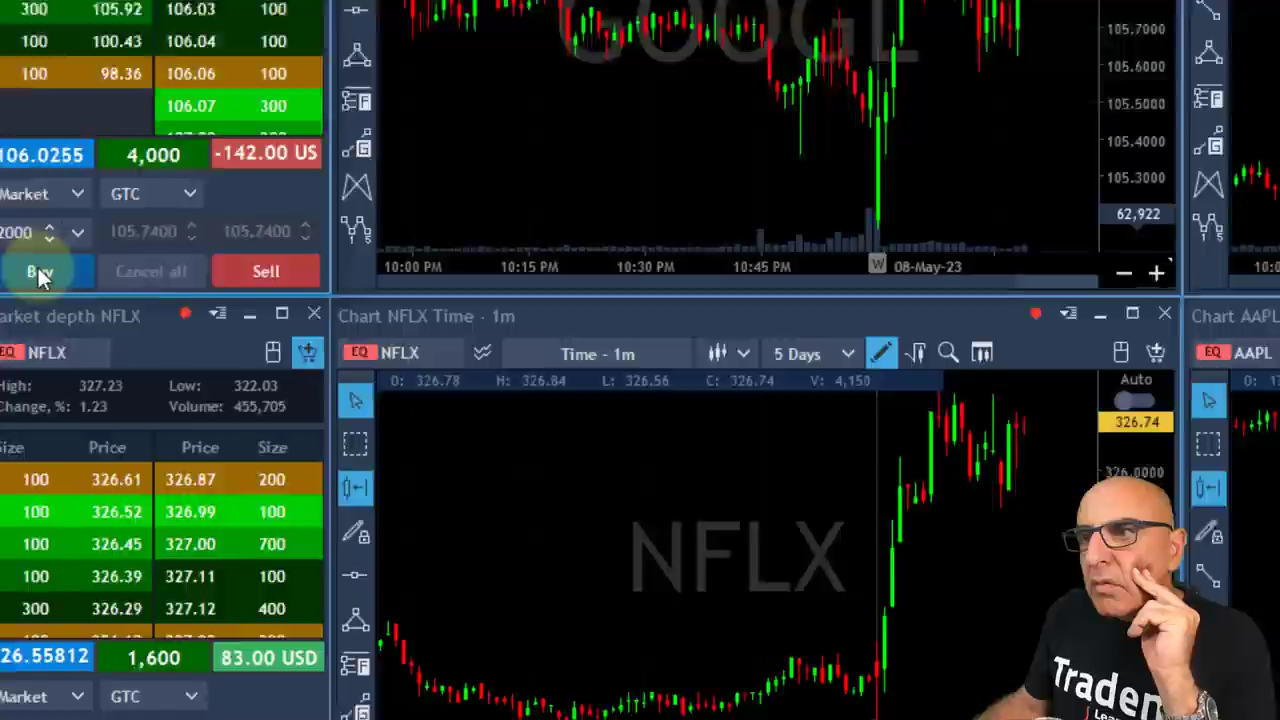 300 105.92 106.03 100
100 100.43 106.04 100
100 98.36 106.06 100
106.07 300
106.0255 4,000 -142.00 US
Market GTC
2000 105.7400 105.7400
Buy Cancel all Sell
GOOGL
105.7000
105.6000
105.5000
105.4000
105.3000
62,922
10:00 PM 10:15 PM 10:30 PM 10:45 PM W 08-May-23
10:0
arket depth NFLX
EQ NFLX
High: 327.23 Low: 322.03
Change, %: 1.23 Volume: 455,705
Size Price Price Size
100 326.61 326.87 200
100 326.52 326.99 100
100 326.45 327.00 700
100 326.39 327.11 100
300 326.29 327.12 400
26.55812 1,600 83.00 USD
Market GTC
Chart NFLX Time - 1m
EQ NFLX Time - 1m 5 Days
O: 326.78 H: 326.84 L: 326.56 C: 326.74 V: 4,150
Auto
326.74
326.0000
NFLX
Chart AAPL
EQ AAPL
O:
Traden
Lear